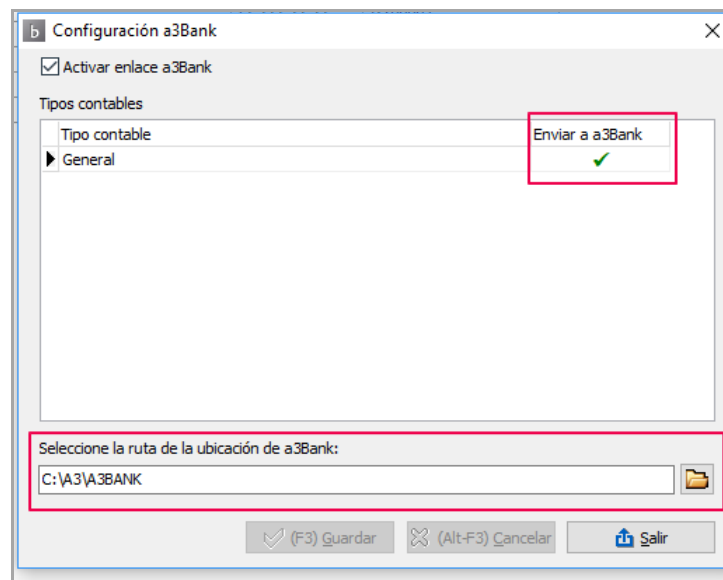 b Configuración a3Bank
Activar enlace a3Bank
Tipos contables
Tipo contable Enviar a a3Bank
General
Seleccione la ruta de la ubicación de a3Bank:
C:\A3\A3BANK
(F3) Guardar (Alt-F3) Cancelar Salir